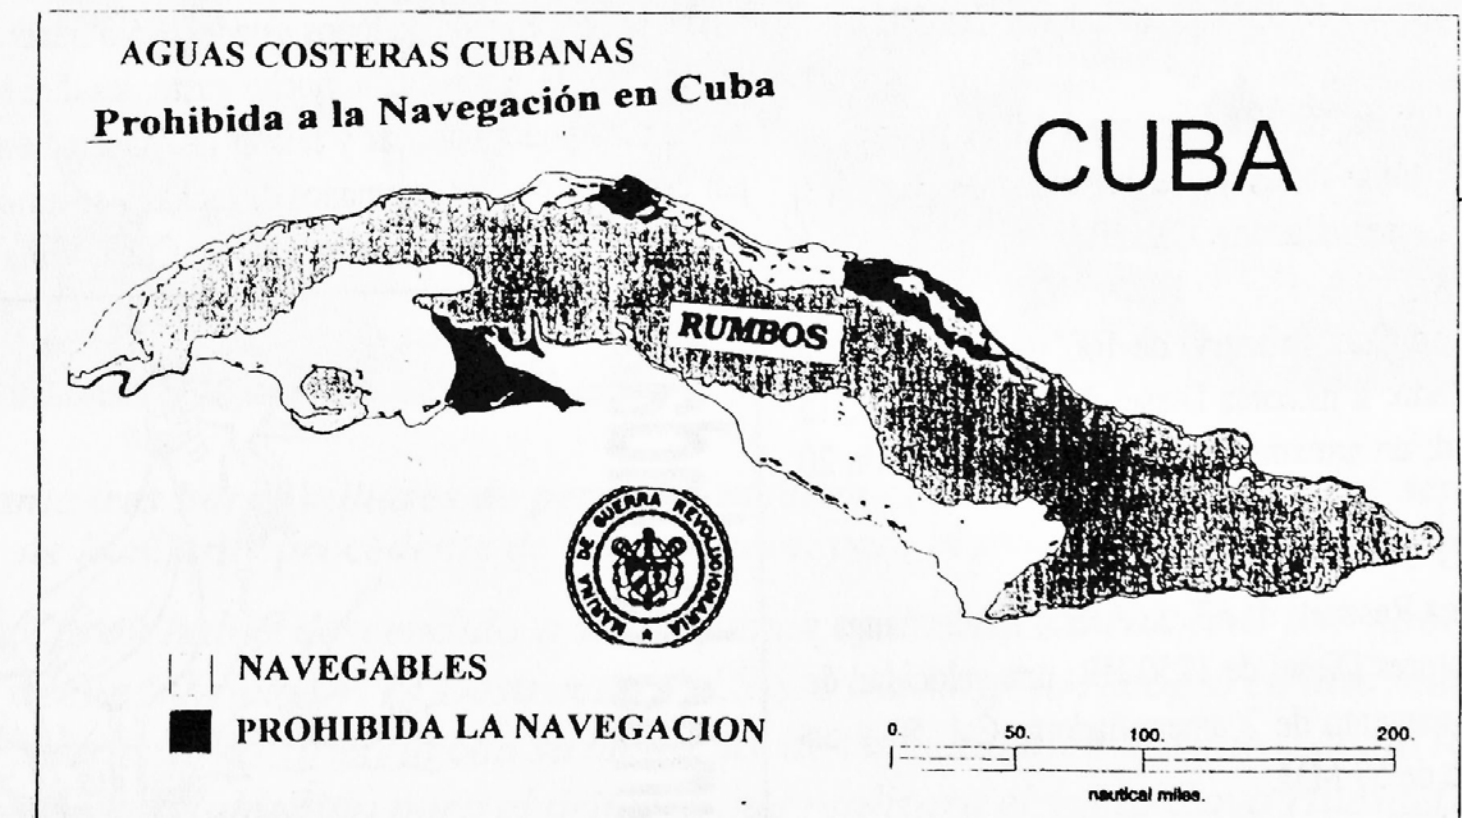 AGUAS COSTERAS CUBANAS
Prohibida a la Navegación en Cuba
CUBA
RUMBOS
MARINA DE GUERRA REVOLUCIONARIA
NAVEGABLES
PROHIBIDA LA NAVEGACION
0. 50. 100. 200.
nautical miles.